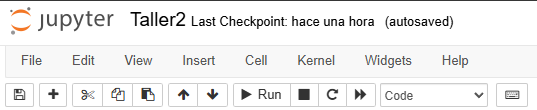 jupyter Taller2 Last Checkpoint: hace una hora (autosaved)
File Edit View Insert Cell Kernel Widgets Help
Run Code